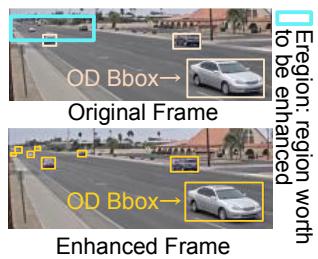 OD Bbox→
Original Frame
OD Bbox→
Enhanced Frame
Eregion: region worth
to be enhanced